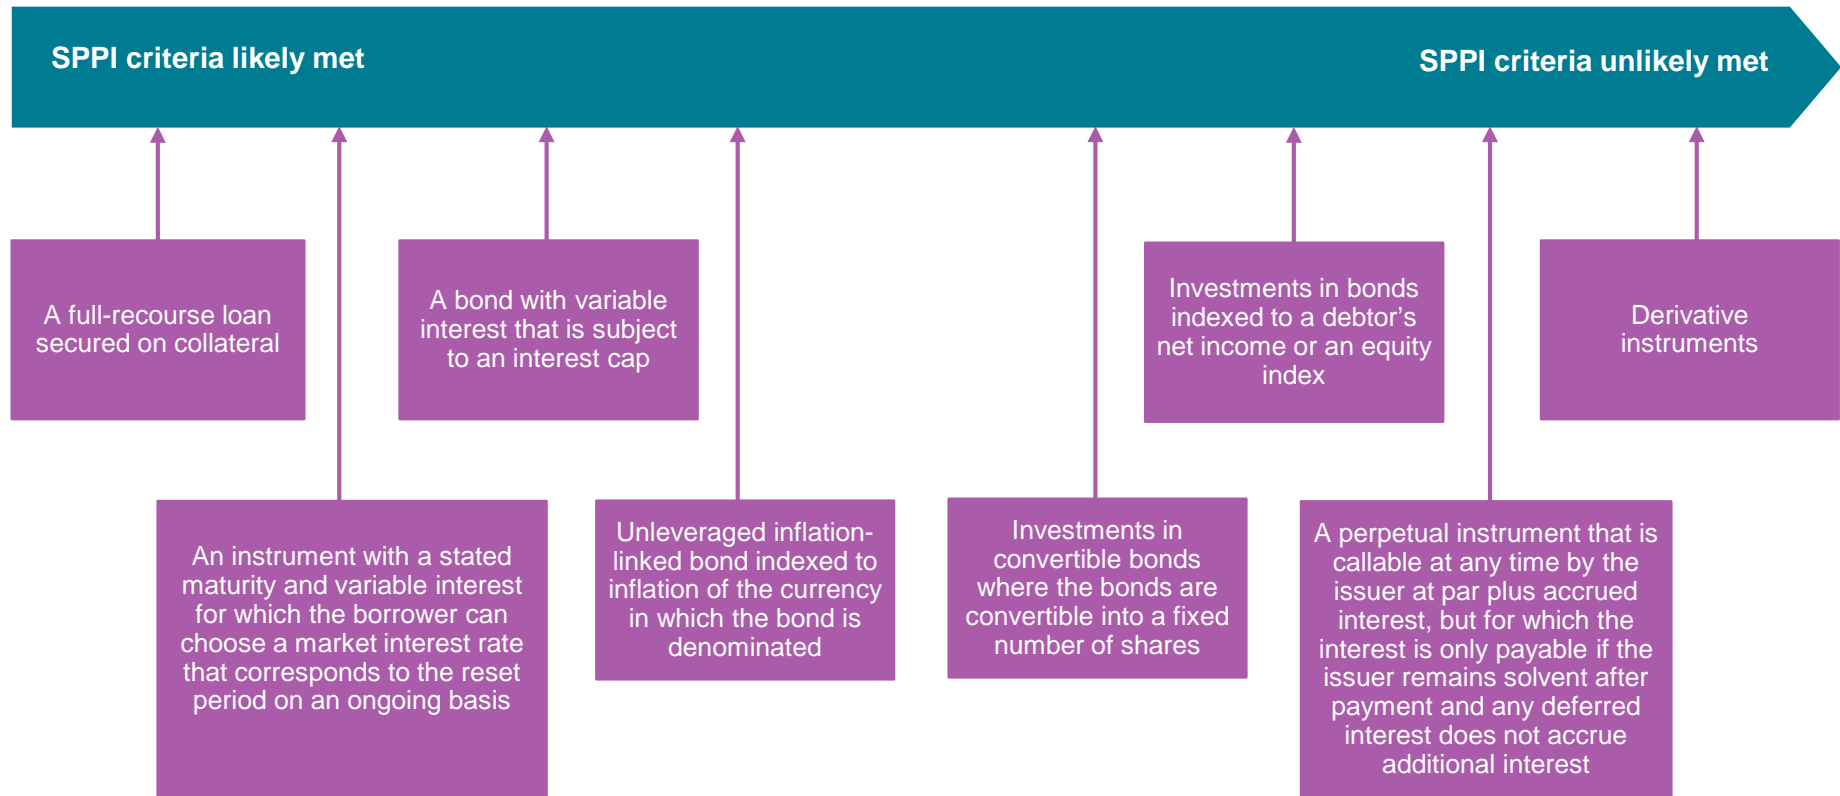 SPPI criteria likely met
SPPI criteria unlikely met
A full-recourse loan
secured on collateral
A bond with variable
interest that is subject
to an interest cap
Investments in bonds
indexed to a debtor’s
net income or an equity
index
Derivative
instruments
An instrument with a stated
maturity and variable interest
for which the borrower can
choose a market interest rate
that corresponds to the reset
period on an ongoing basis
Unleveraged inflation-
linked bond indexed to
inflation of the currency
in which the bond is
denominated
Investments in
convertible bonds
where the bonds are
convertible into a fixed
number of shares
A perpetual instrument that is
callable at any time by the
issuer at par plus accrued
interest, but for which the
interest is only payable if the
issuer remains solvent after
payment and any deferred
interest does not accrue
additional interest